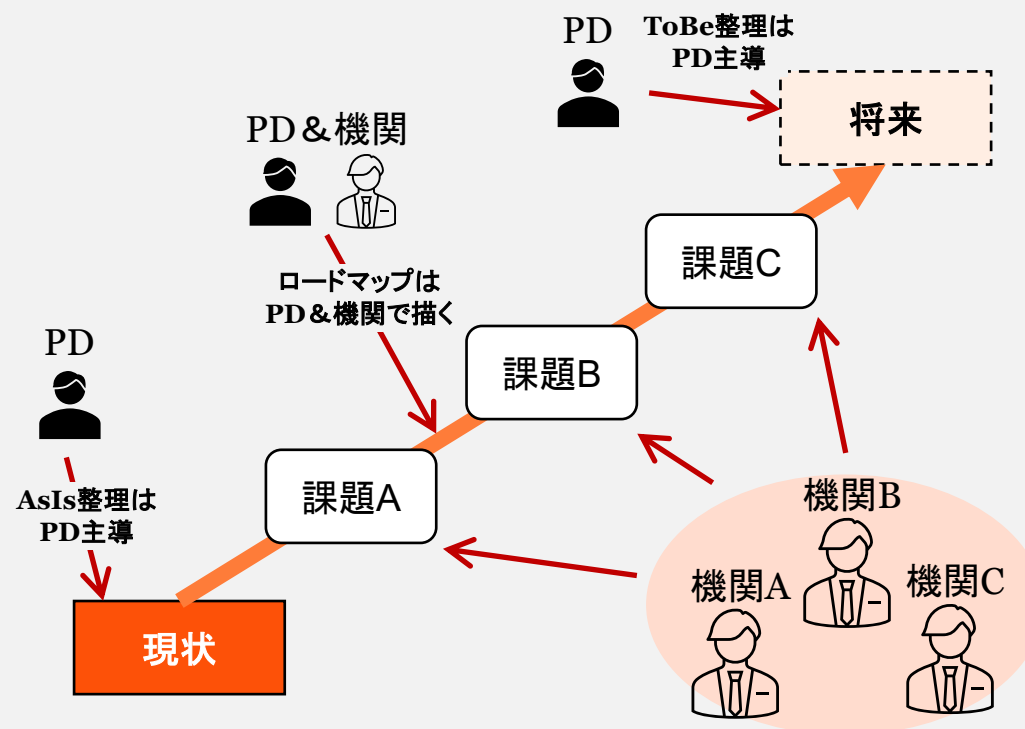 PD
ToBe整理は
PD主導
将来
PD＆機関
ロードマップは
PD＆機関で描く
課題C
課題B
課題A
PD
AsIs整理は
PD主導
現状
機関B
機関A
機関C